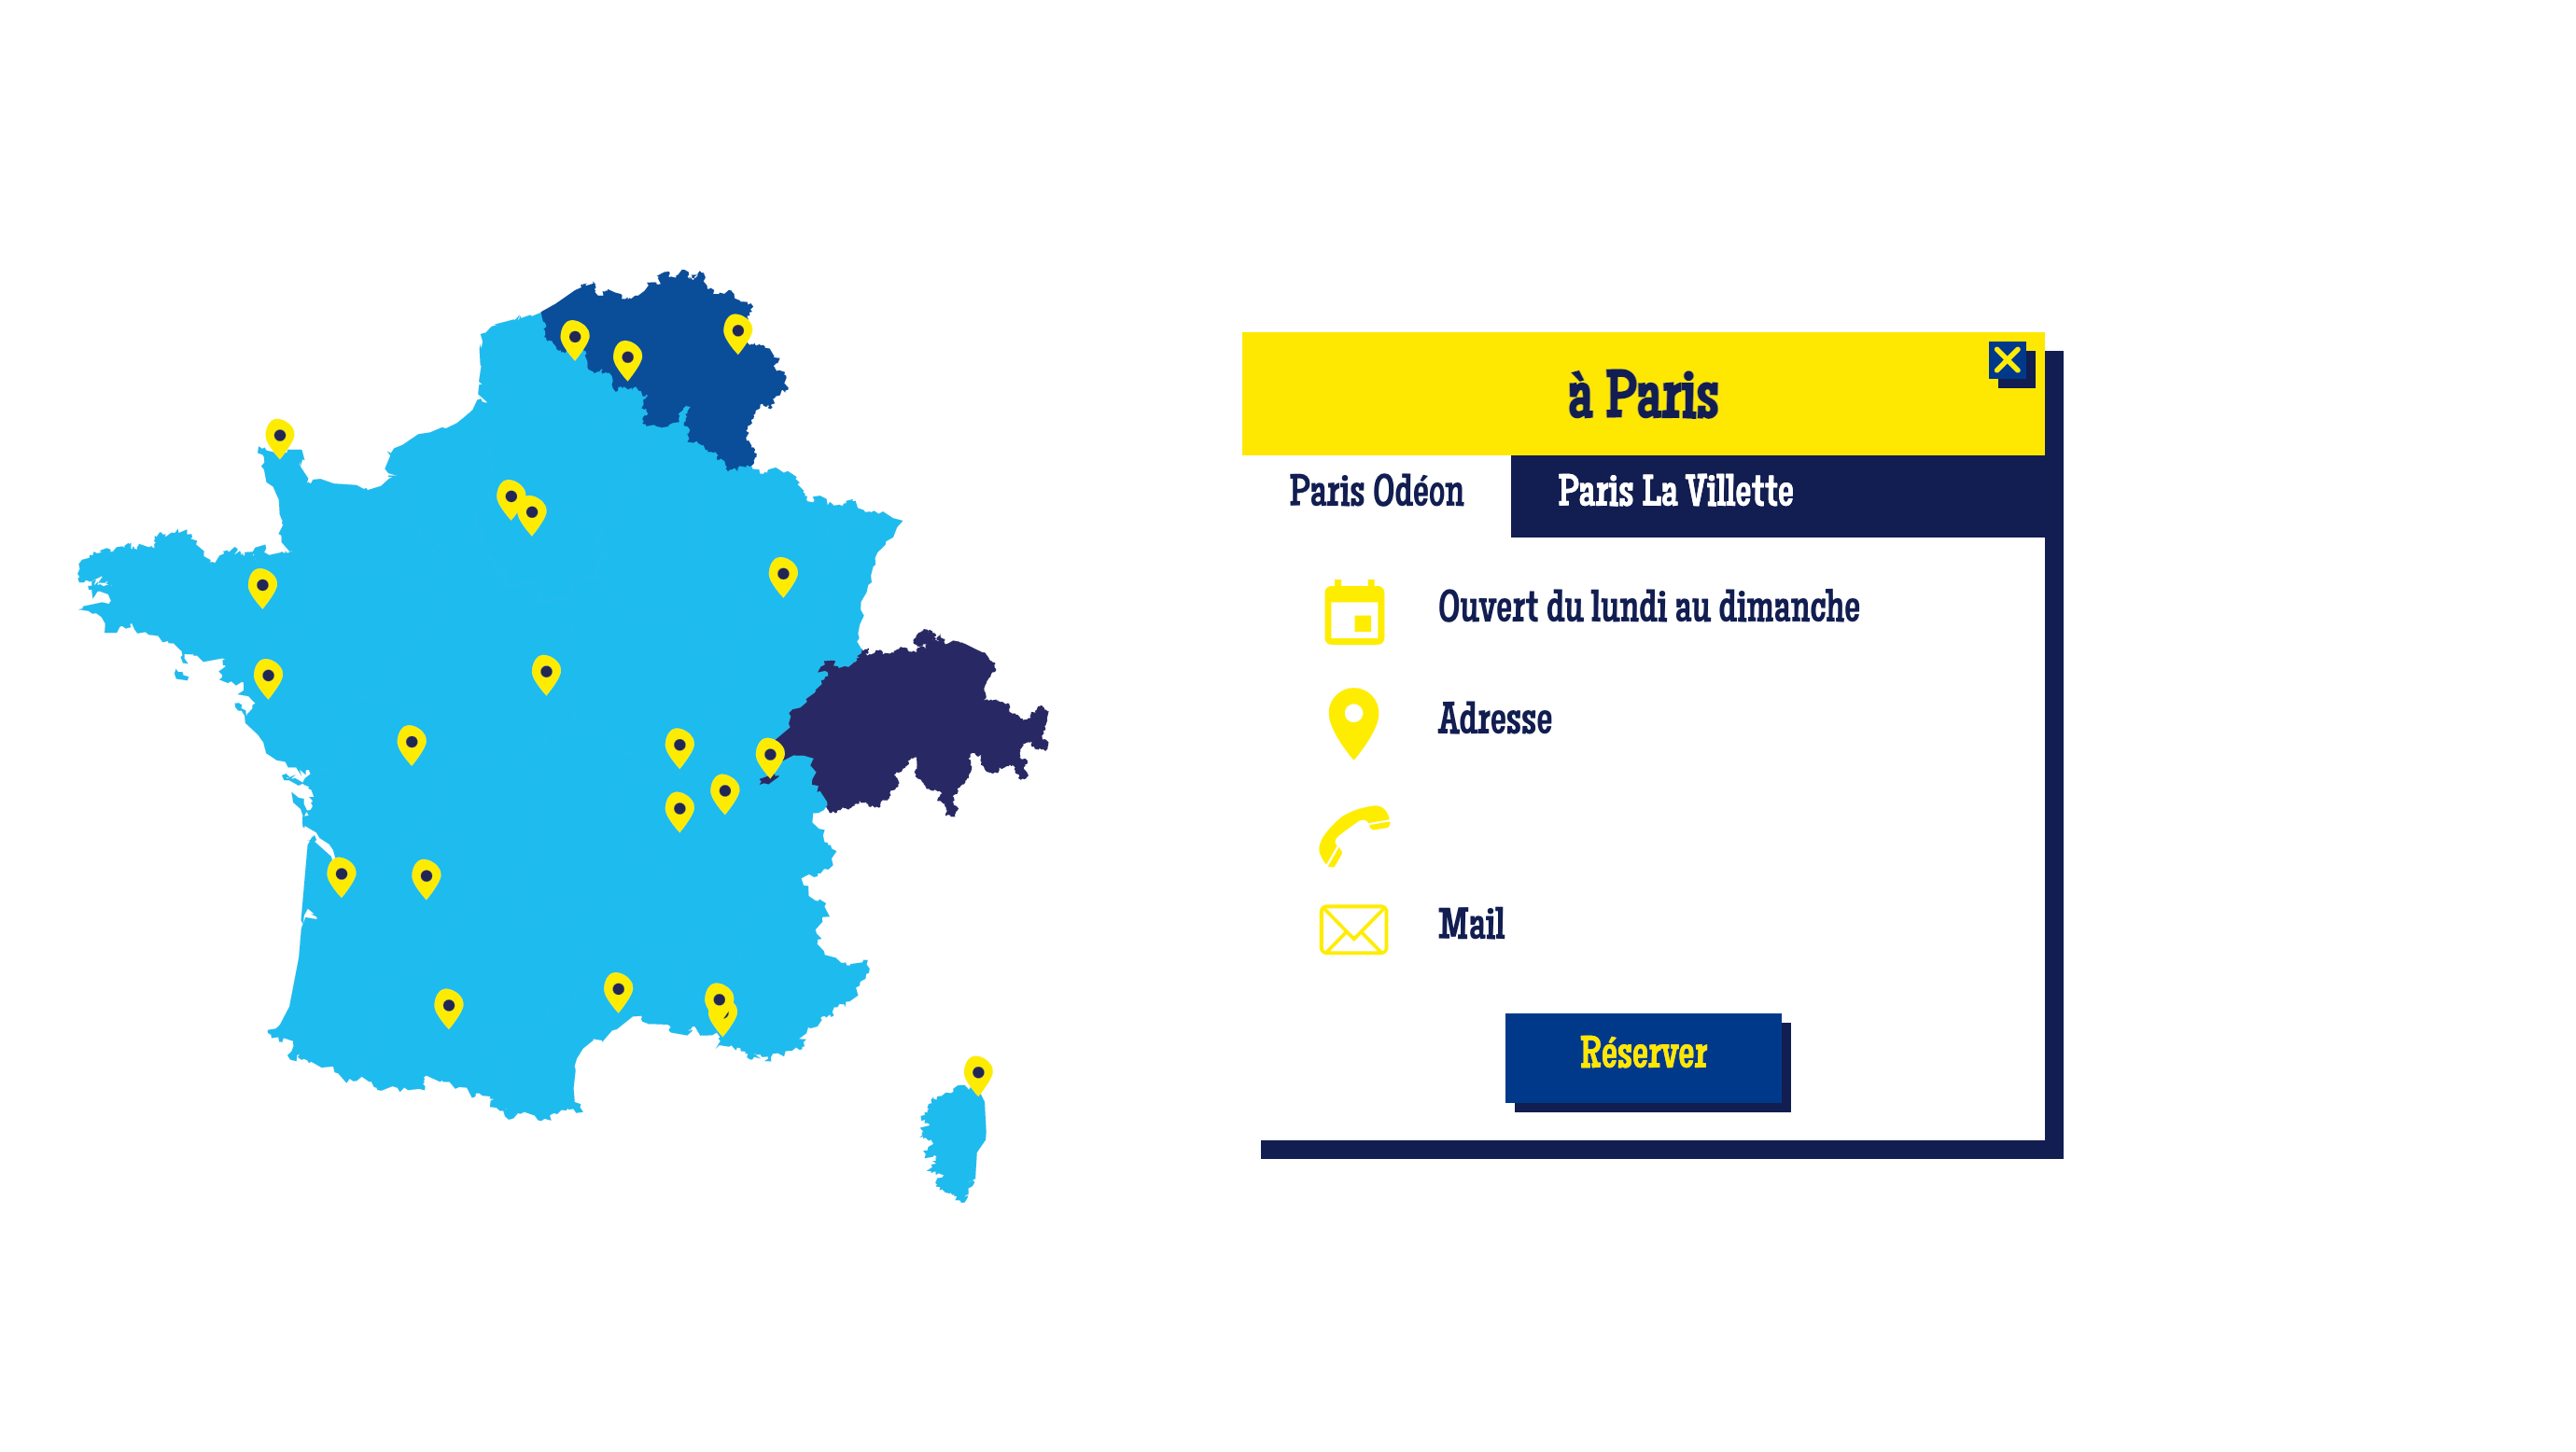 à Paris
Paris Odéon
Paris La Villette
Ouvert du lundi au dimanche
Adresse
Mail
Réserver